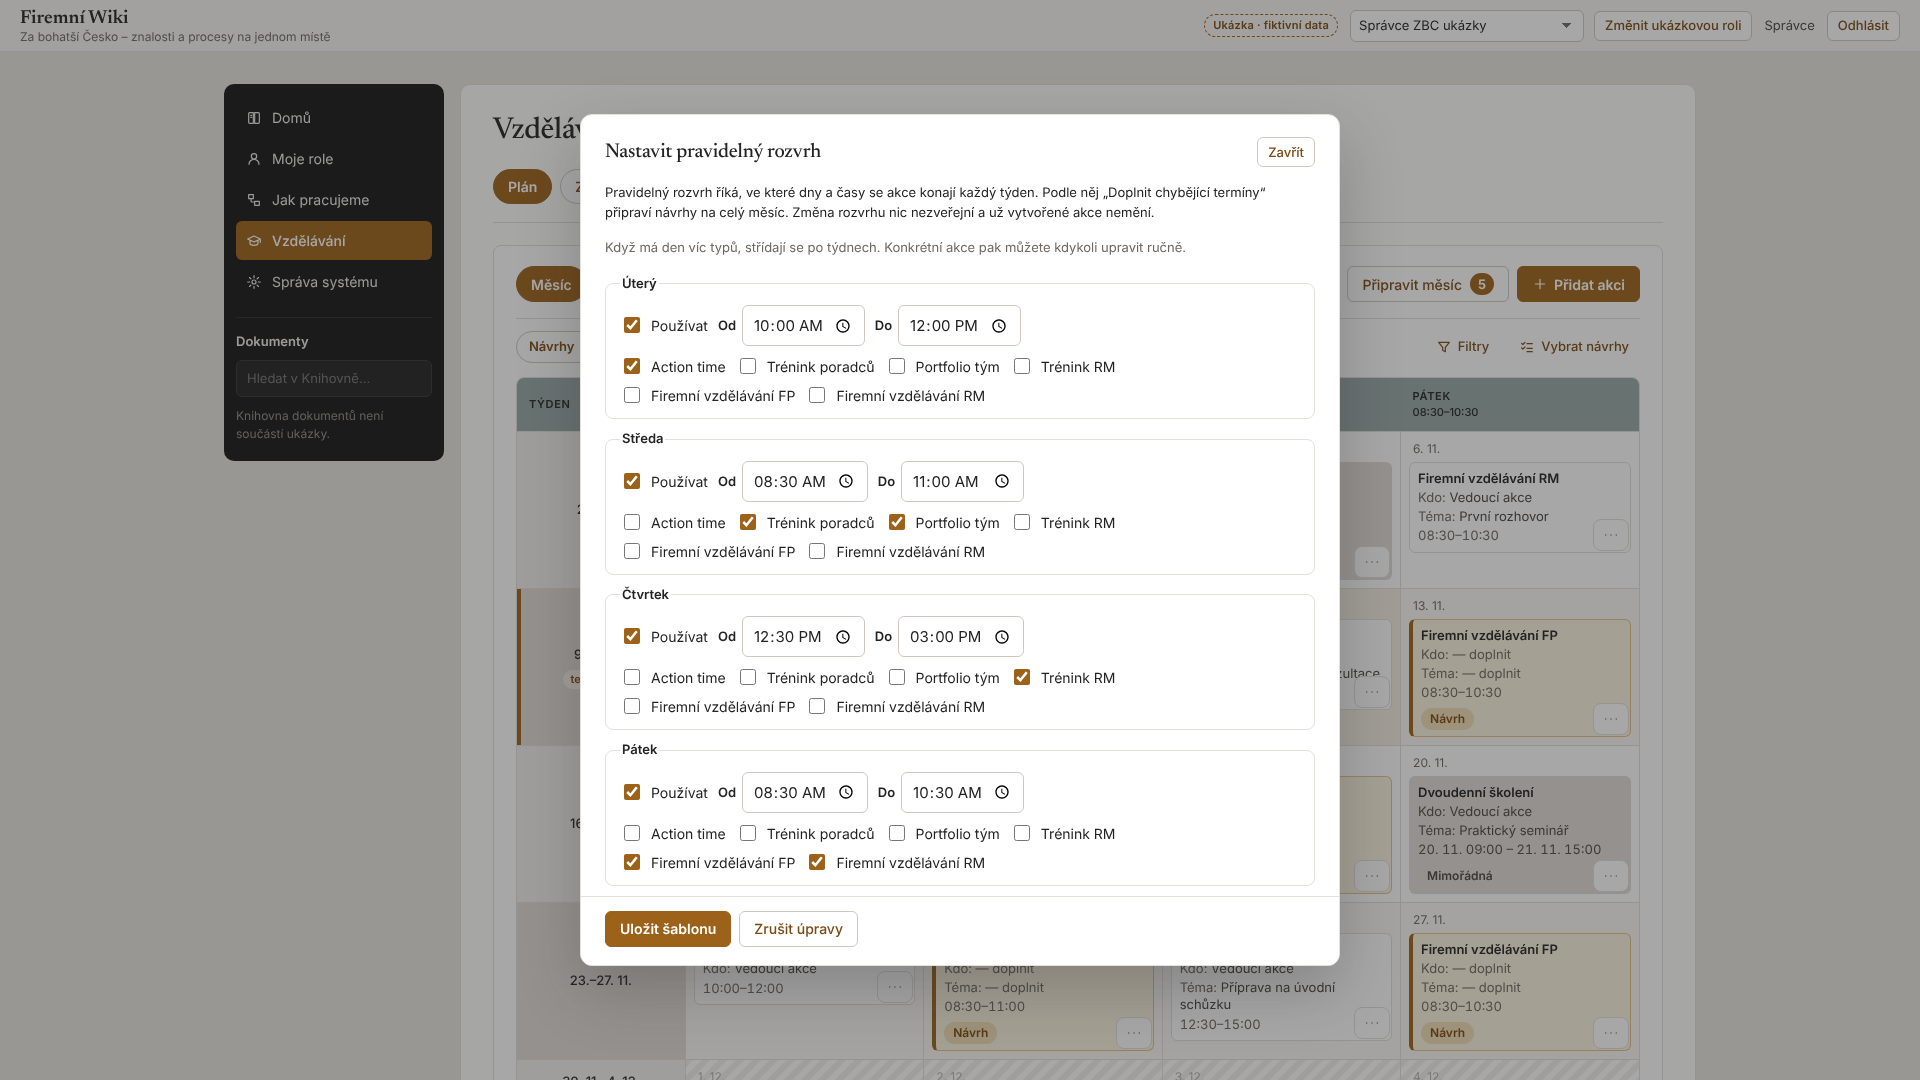 Firemní Wiki
Za bohatší Česko – znalosti a procesy na jednom místě
Ukázka · fiktivní data
Správce ZBC ukázky
Změnit ukázkovou roli
Správce
Odhlásit
Domů
Moje role
Jak pracujeme
Vzdělávání
Správa systému
Dokumenty
Hledat v Knihovně…
Knihovna dokumentů není
součástí ukázky.
Plán
Měsíc
Připravit měsíc 5
+ Přidat akci
Návrhy
Filtry
Vybrat návrhy
TÝDEN
PÁTEK
08:30–10:30
Nastavit pravidelný rozvrh
Zavřít
Pravidelný rozvrh říká, ve které dny a časy se akce konají každý týden. Podle něj „Doplnit chybějící termíny“
připraví návrhy na celý měsíc. Změna rozvrhu nic nezveřejní a už vytvořené akce nemění.
Když má den víc typů, střídají se po týdnech. Konkrétní akce pak můžete kdykoli upravit ručně.
Úterý
Používat Od 10:00 AM Do 12:00 PM
Action time Trénink poradců Portfolio tým Trénink RM
Firemní vzdělávání FP Firemní vzdělávání RM
Středa
Používat Od 08:30 AM Do 11:00 AM
Action time Trénink poradců Portfolio tým Trénink RM
Firemní vzdělávání FP Firemní vzdělávání RM
Čtvrtek
Používat Od 12:30 PM Do 03:00 PM
Action time Trénink poradců Portfolio tým Trénink RM
Firemní vzdělávání FP Firemní vzdělávání RM
Pátek
Používat Od 08:30 AM Do 10:30 AM
Action time Trénink poradců Portfolio tým Trénink RM
Firemní vzdělávání FP Firemní vzdělávání RM
Uložit šablonu
Zrušit úpravy
6. 11.
Firemní vzdělávání RM
Kdo: Vedoucí akce
Téma: První rozhovor
08:30–10:30
13. 11.
Firemní vzdělávání FP
Kdo: — doplnit
Téma: — doplnit
08:30–10:30
Návrh
20. 11.
Dvoudenní školení
Kdo: Vedoucí akce
Téma: Praktický seminář
20. 11. 09:00 – 21. 11. 15:00
Mimořádná
23.–27. 11.
Kdo: Vedoucí akce
10:00–12:00
Kdo: — doplnit
Téma: — doplnit
08:30–11:00
Návrh
Kdo: Vedoucí akce
Téma: Příprava na úvodní
schůzku
12:30–15:00
27. 11.
Firemní vzdělávání FP
Kdo: — doplnit
Téma: — doplnit
08:30–10:30
Návrh
1. 12.
2. 12.
3. 12.
4. 12.